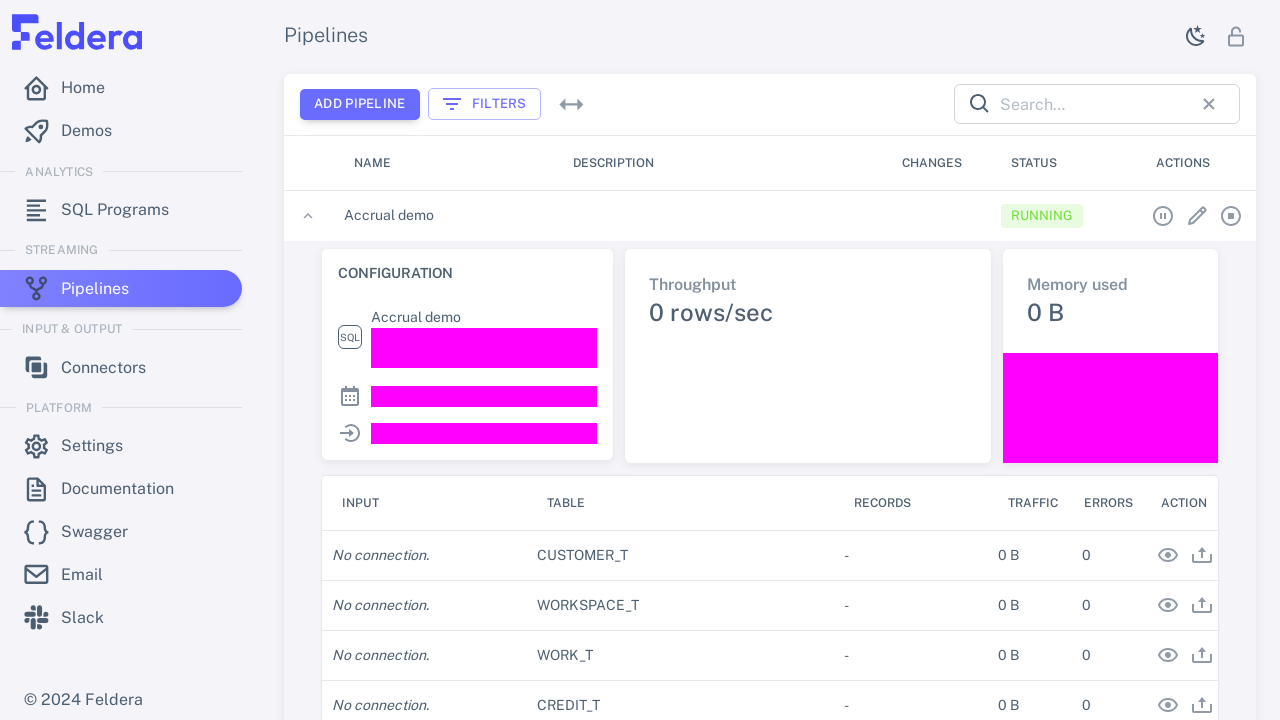 Feldera
Pipelines
Home
Demos
ANALYTICS
SQL Programs
STREAMING
Pipelines
INPUT & OUTPUT
Connectors
PLATFORM
Settings
Documentation
Swagger
Email
Slack
© 2024 Feldera
ADD PIPELINE
FILTERS
Search...
NAME DESCRIPTION CHANGES STATUS ACTIONS
Accrual demo RUNNING
CONFIGURATION
Accrual demo
SQL
Throughput
0 rows/sec
Memory used
0 B
INPUT TABLE RECORDS TRAFFIC ERRORS ACTION
No connection. CUSTOMER_T - 0 B 0
No connection. WORKSPACE_T - 0 B 0
No connection. WORK_T - 0 B 0
No connection. CREDIT_T - 0 B 0